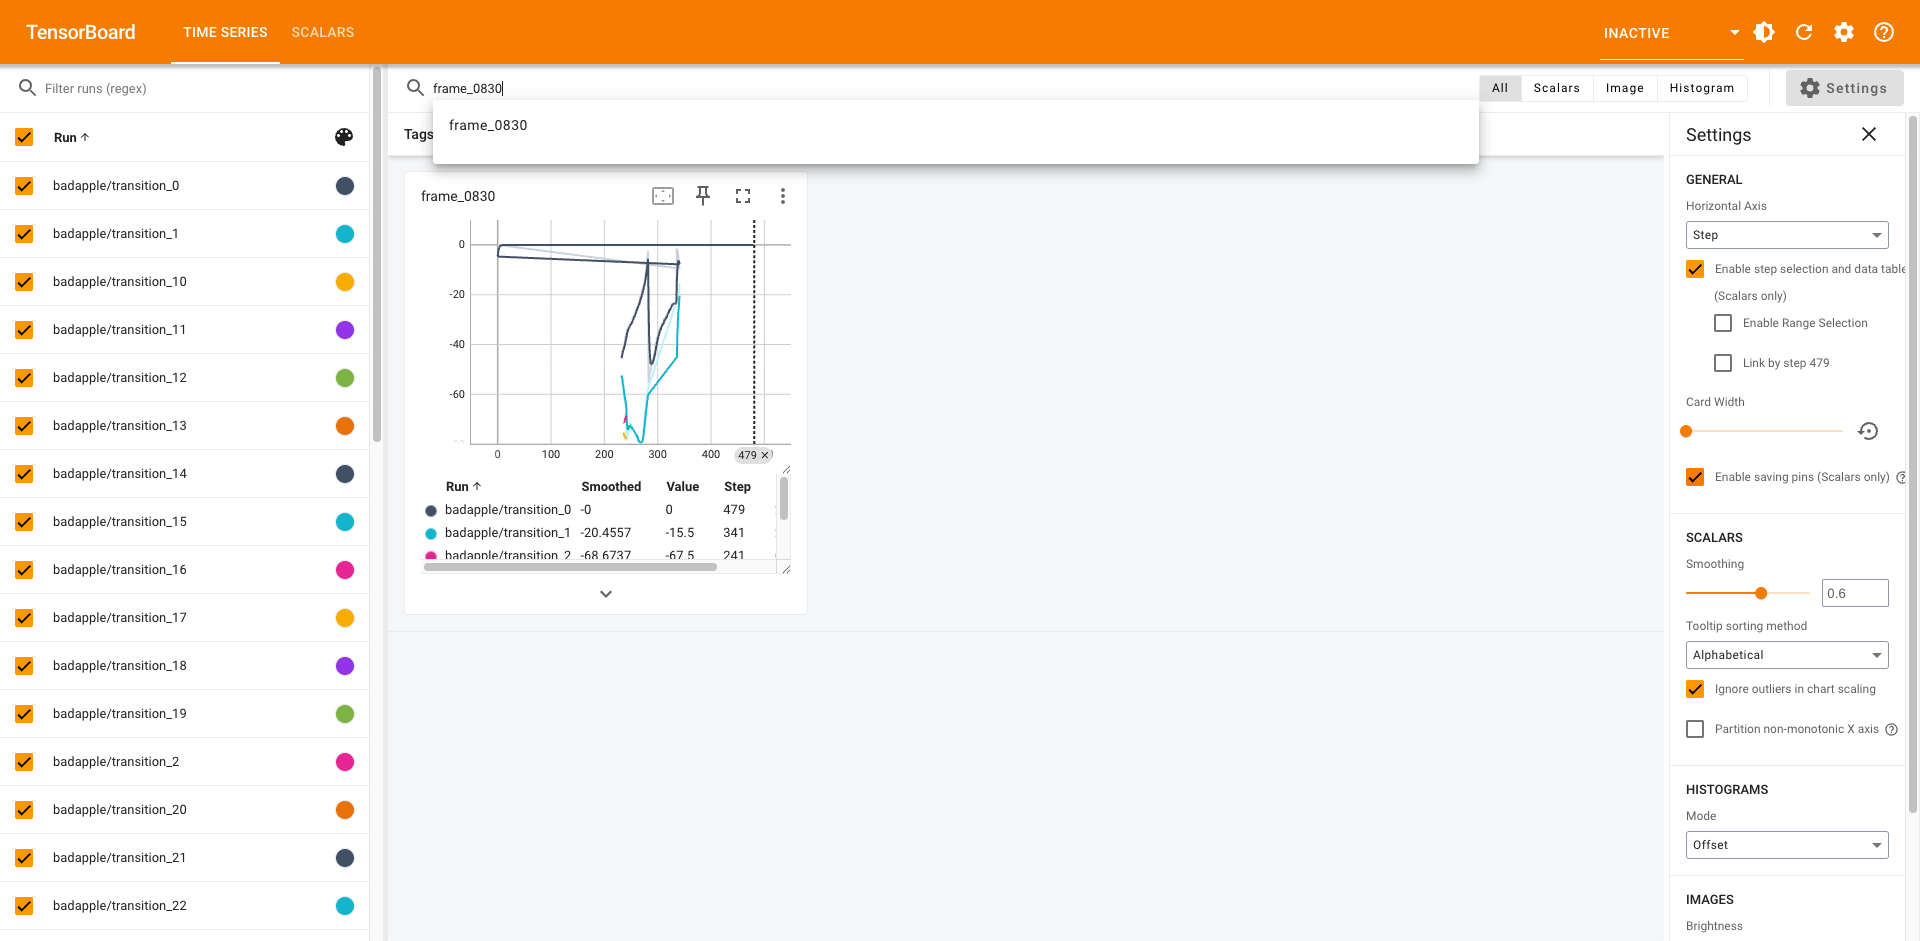 TensorBoard
TIME SERIES
SCALARS
INACTIVE
Filter runs (regex)
Run
badapple/transition_0
badapple/transition_1
badapple/transition_10
badapple/transition_11
badapple/transition_12
badapple/transition_13
badapple/transition_14
badapple/transition_15
badapple/transition_16
badapple/transition_17
badapple/transition_18
badapple/transition_19
badapple/transition_2
badapple/transition_20
badapple/transition_21
badapple/transition_22
frame_0830
All Scalars Image Histogram
Settings
frame_0830
Tags
frame_0830
0
-20
-40
-60
0 100 200 300 400
479
Run Smoothed Value Step
badapple/transition_0 -0 0 479
badapple/transition_1 -20.4557 -15.5 341
badapple/transition_2 -68.6737 -67.5 241
Settings
GENERAL
Horizontal Axis
Step
Enable step selection and data table
(Scalars only)
Enable Range Selection
Link by step 479
Card Width
Enable saving pins (Scalars only)
SCALARS
Smoothing
0.6
Tooltip sorting method
Alphabetical
Ignore outliers in chart scaling
Partition non-monotonic X axis
HISTOGRAMS
Mode
Offset
IMAGES
Brightness